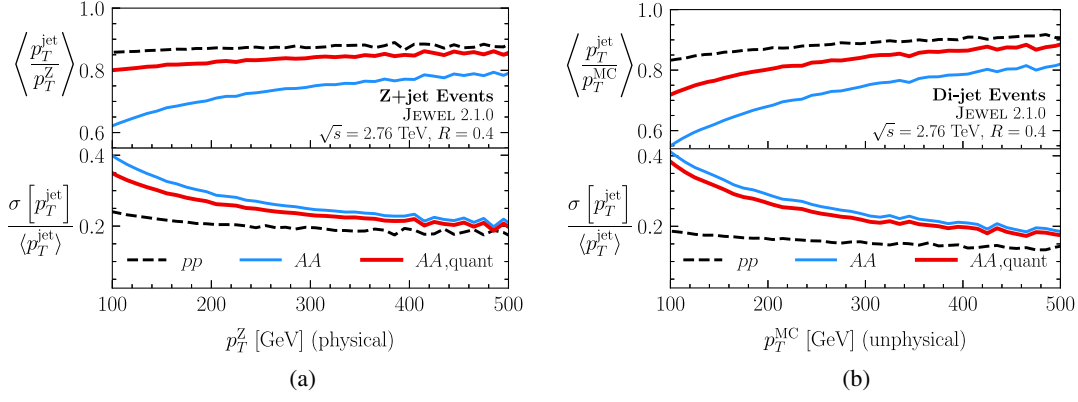 ⟨ p_T^jet / p_T^Z ⟩
1.0
0.8
0.6
Z+jet Events
JEWEL 2.1.0
√s = 2.76 TeV, R = 0.4
σ [p_T^jet] / ⟨p_T^jet⟩
0.4
0.2
pp AA AA,quant
100 200 300 400 500
p_T^Z [GeV] (physical)
(a)
⟨ p_T^jet / p_T^MC ⟩
1.0
0.8
0.6
Di-jet Events
JEWEL 2.1.0
√s = 2.76 TeV, R = 0.4
σ [p_T^jet] / ⟨p_T^jet⟩
0.4
0.2
pp AA AA,quant
100 200 300 400 500
p_T^MC [GeV] (unphysical)
(b)